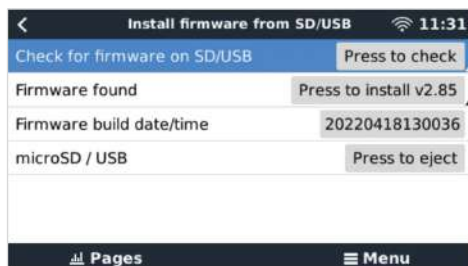 Install firmware from SD/USB 11:31
Check for firmware on SD/USB Press to check
Firmware found Press to install v2.85
Firmware build date/time 20220418130036
microSD / USB Press to eject
Pages Menu